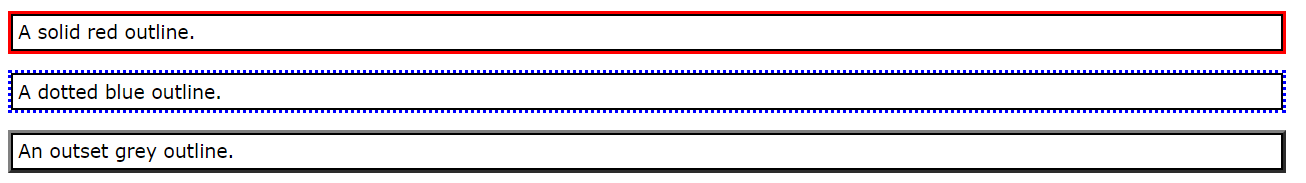 A solid red outline.
A dotted blue outline.
An outset grey outline.